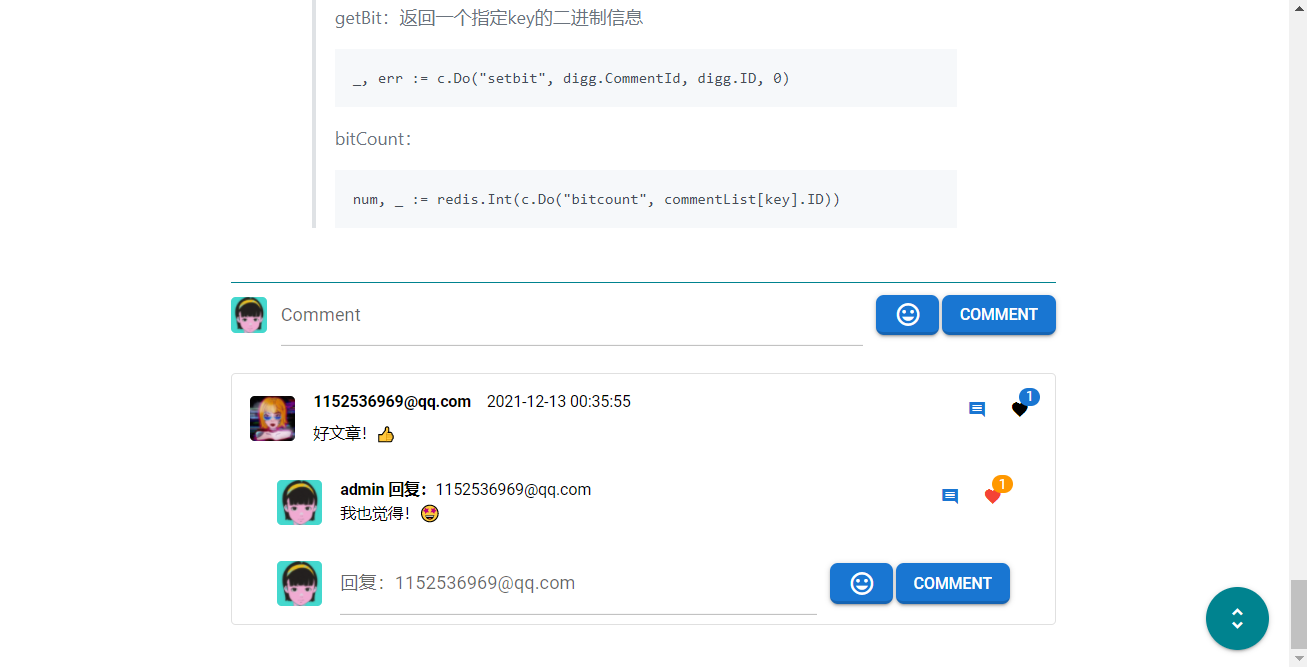 getBit：返回一个指定key的二进制信息
_, err := c.Do("setbit", digg.CommentId, digg.ID, 0)
bitCount：
num, _ := redis.Int(c.Do("bitcount", commentList[key].ID))
Comment COMMENT
1152536969@qq.com 2021-12-13 00:35:55 1
好文章！👍
admin 回复：1152536969@qq.com 1
我也觉得！🤩
回复：1152536969@qq.com COMMENT